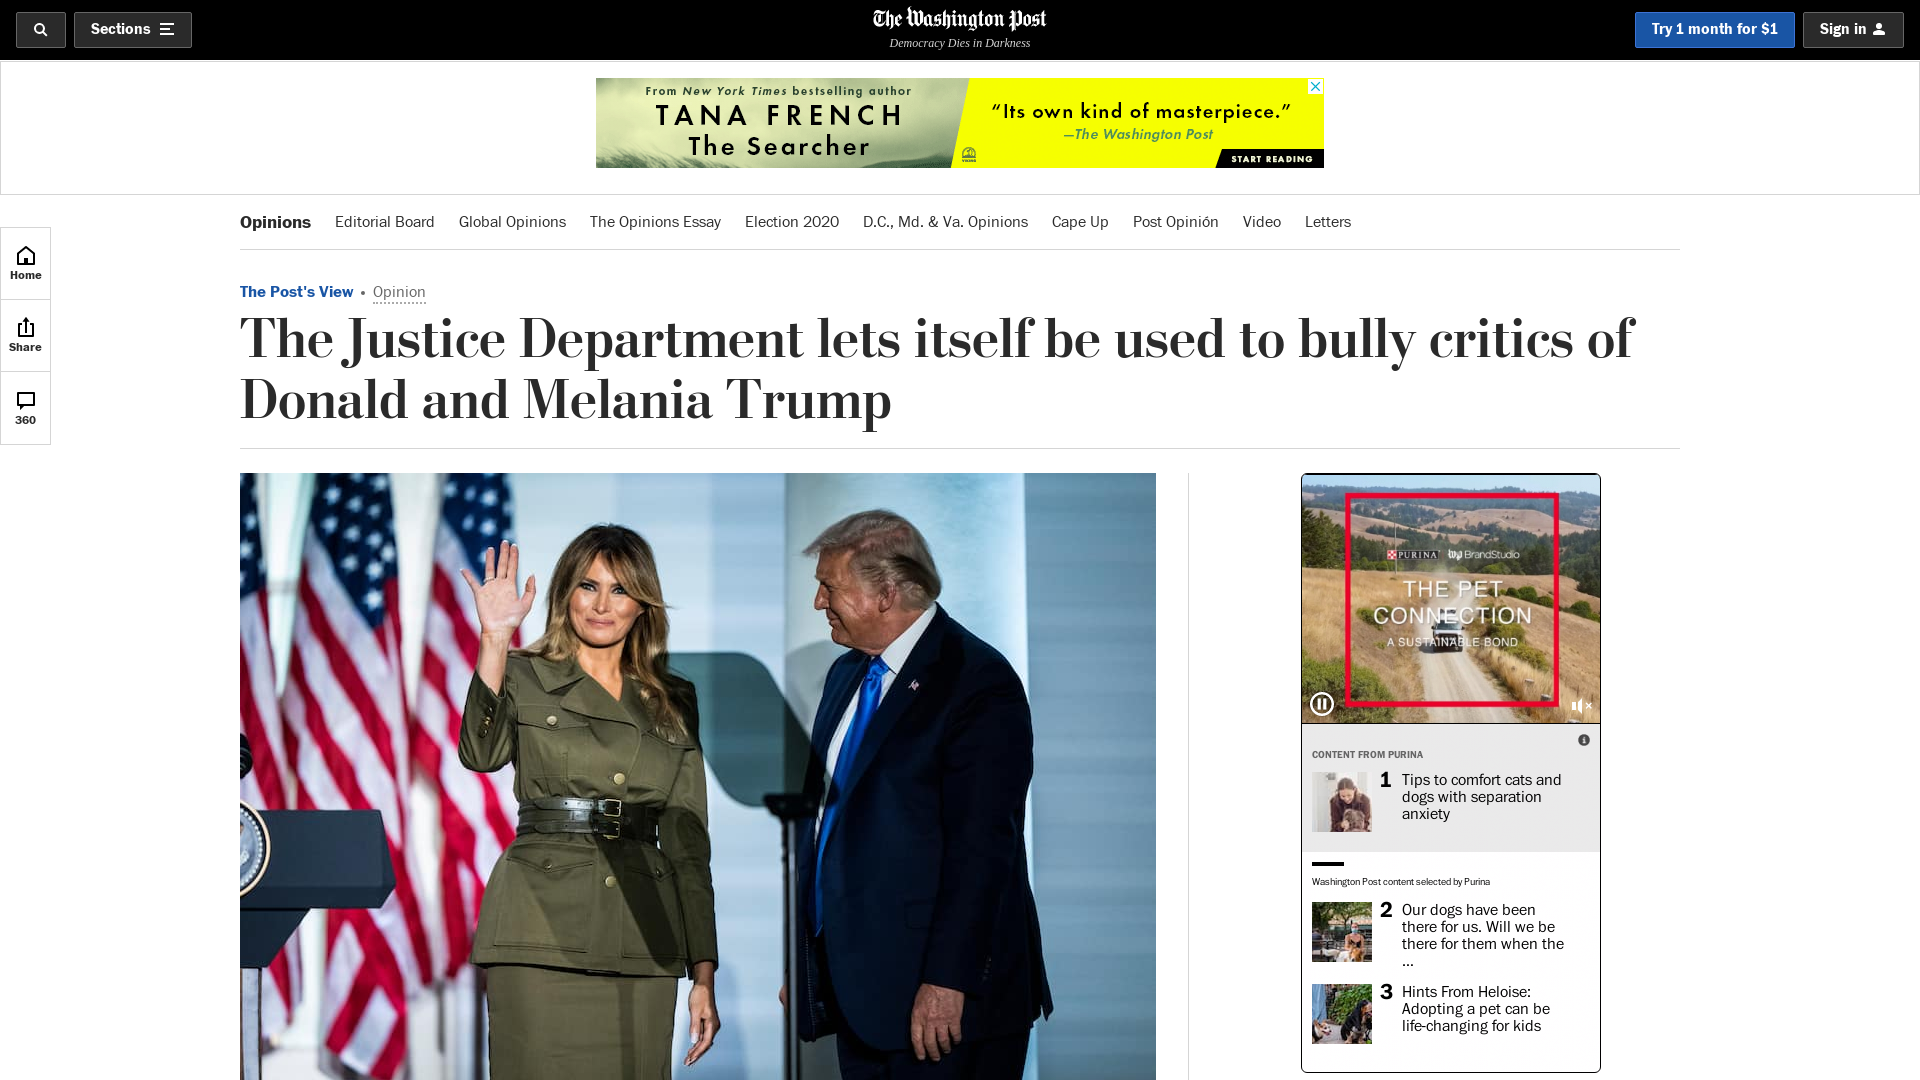 Sections
The Washington Post
Democracy Dies in Darkness
Try 1 month for $1
Sign in
From New York Times bestselling author
TANA FRENCH
The Searcher
“Its own kind of masterpiece.”
—The Washington Post
VIKING
START READING
Opinions
Editorial Board
Global Opinions
The Opinions Essay
Election 2020
D.C., Md. & Va. Opinions
Cape Up
Post Opinión
Video
Letters
Home
Share
360
The Post's View • Opinion
The Justice Department lets itself be used to bully critics of
Donald and Melania Trump
PURINA wp BrandStudio
THE PET
CONNECTION
A SUSTAINABLE BOND
CONTENT FROM PURINA
1 Tips to comfort cats and
dogs with separation
anxiety
Washington Post content selected by Purina
2 Our dogs have been
there for us. Will we be
there for them when the
...
3 Hints From Heloise:
Adopting a pet can be
life-changing for kids